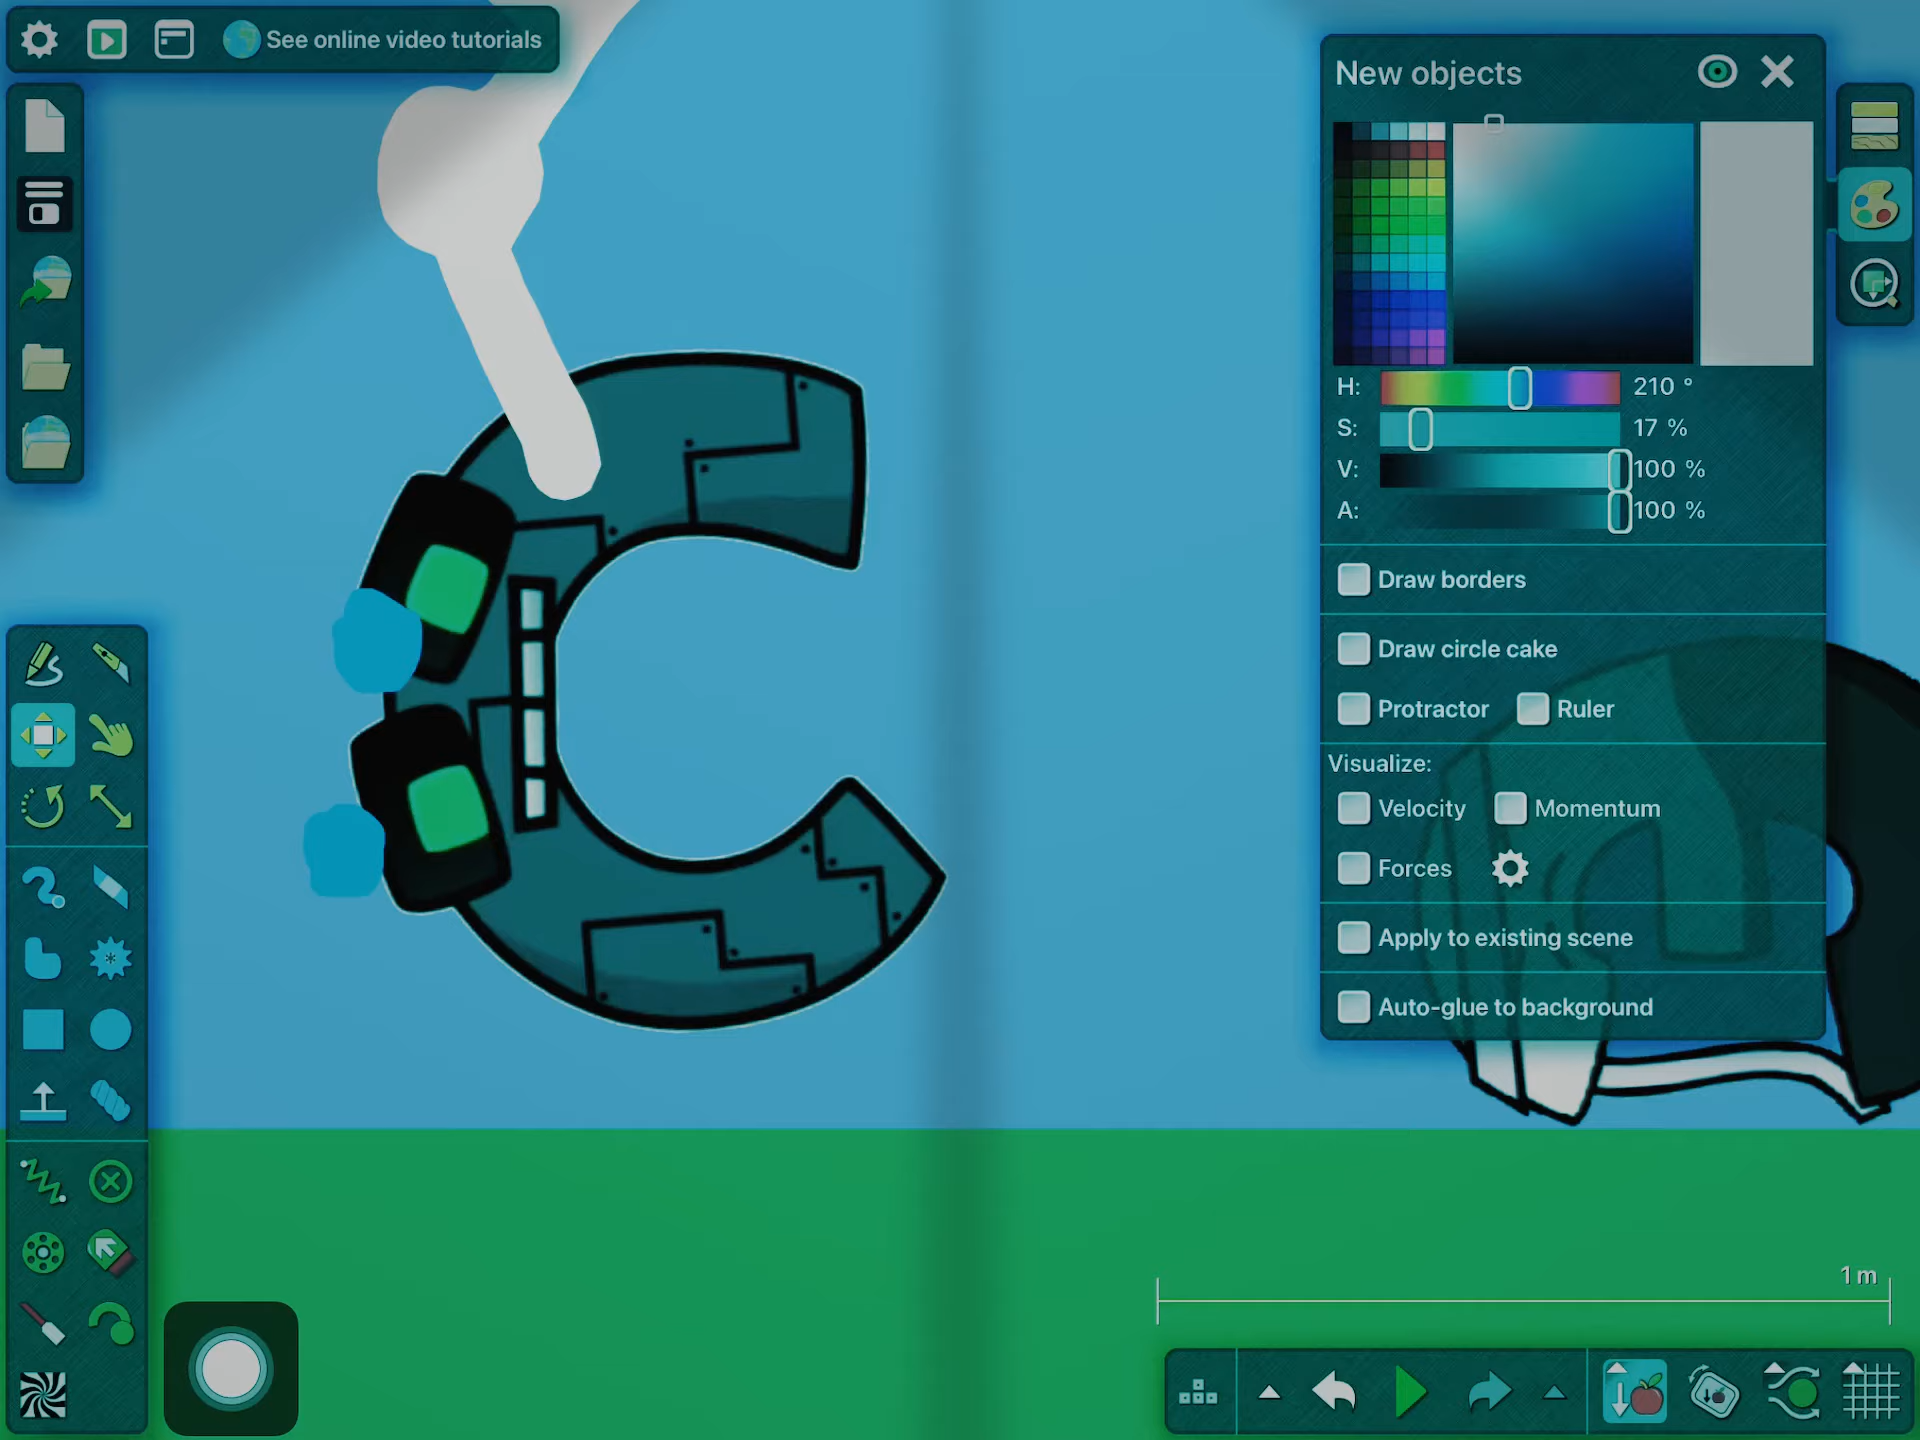 See online video tutorials
New objects
H: 210 °
S: 17 %
V: 100 %
A: 100 %
Draw borders
Draw circle cake
Protractor Ruler
Visualize:
Velocity Momentum
Forces
Apply to existing scene
Auto-glue to background
1 m